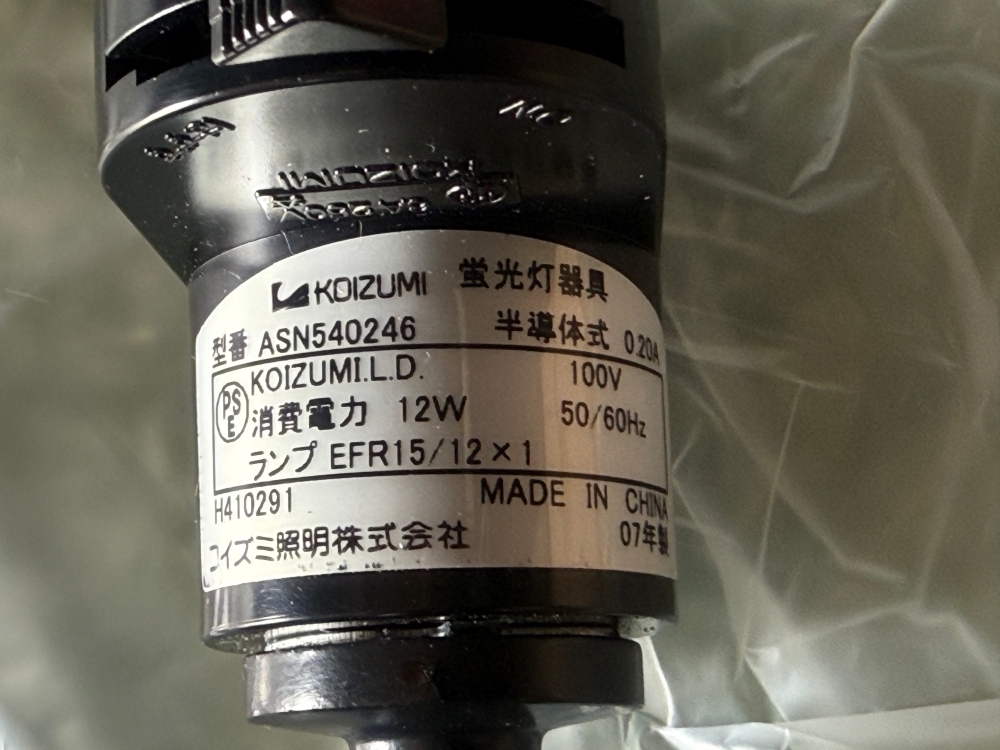 KOIZUMI 蛍光灯器具
型番 ASN540246 半導体式 0.20A
PSE KOIZUMI.L.D. 100V
消費電力 12W 50/60Hz
ランプ EFR15/12×1
H410291 MADE IN CHINA
コイズミ照明株式会社 07年製